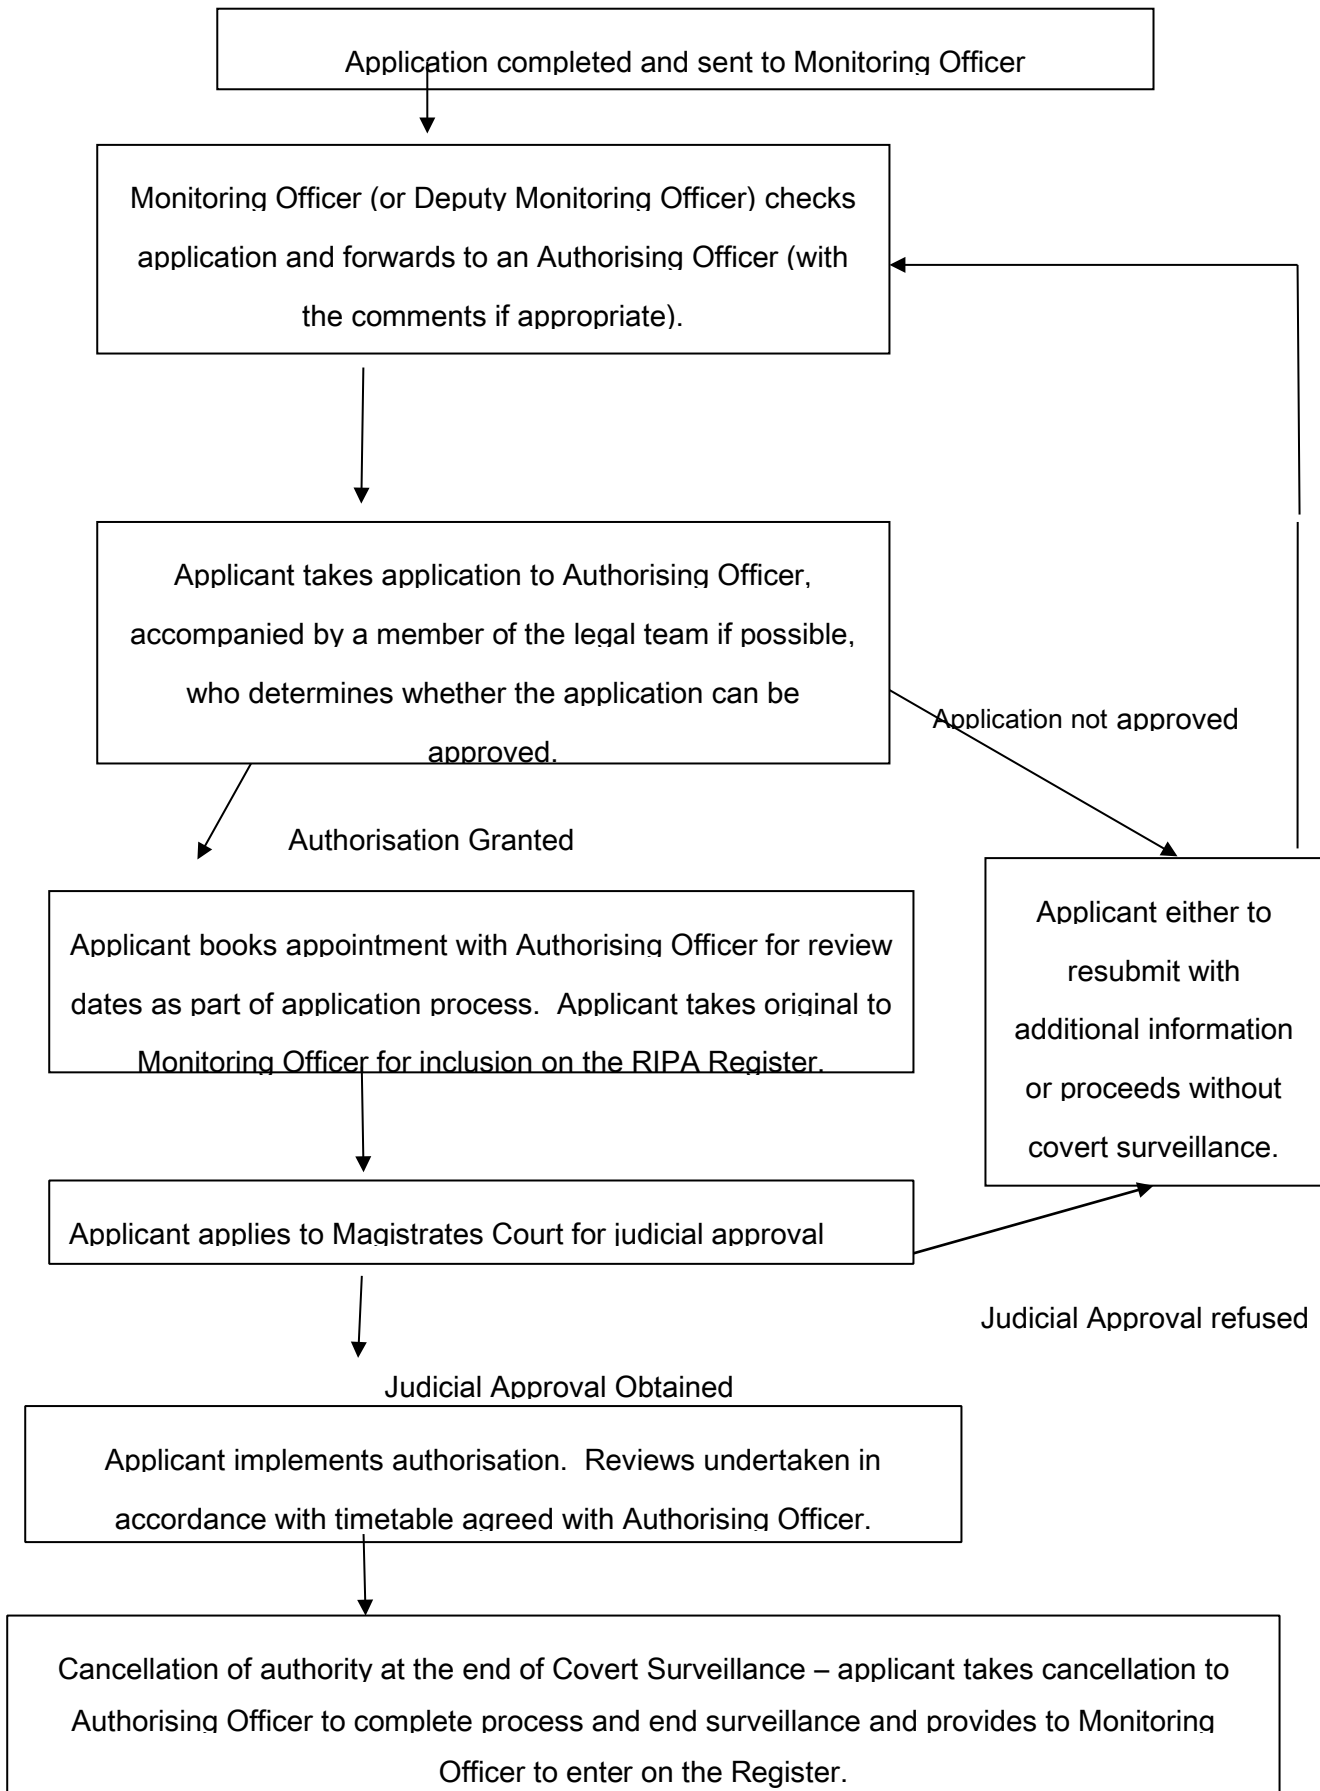 Application completed and sent to Monitoring Officer
Monitoring Officer (or Deputy Monitoring Officer) checks
application and forwards to an Authorising Officer (with
the comments if appropriate).
Applicant takes application to Authorising Officer,
accompanied by a member of the legal team if possible,
who determines whether the application can be
approved.
Application not approved
Authorisation Granted
Applicant books appointment with Authorising Officer for review
dates as part of application process.  Applicant takes original to
Monitoring Officer for inclusion on the RIPA Register.
Applicant either to
resubmit with
additional information
or proceeds without
covert surveillance.
Applicant applies to Magistrates Court for judicial approval
Judicial Approval refused
Judicial Approval Obtained
Applicant implements authorisation.  Reviews undertaken in
accordance with timetable agreed with Authorising Officer.
Cancellation of authority at the end of Covert Surveillance – applicant takes cancellation to
Authorising Officer to complete process and end surveillance and provides to Monitoring
Officer to enter on the Register.